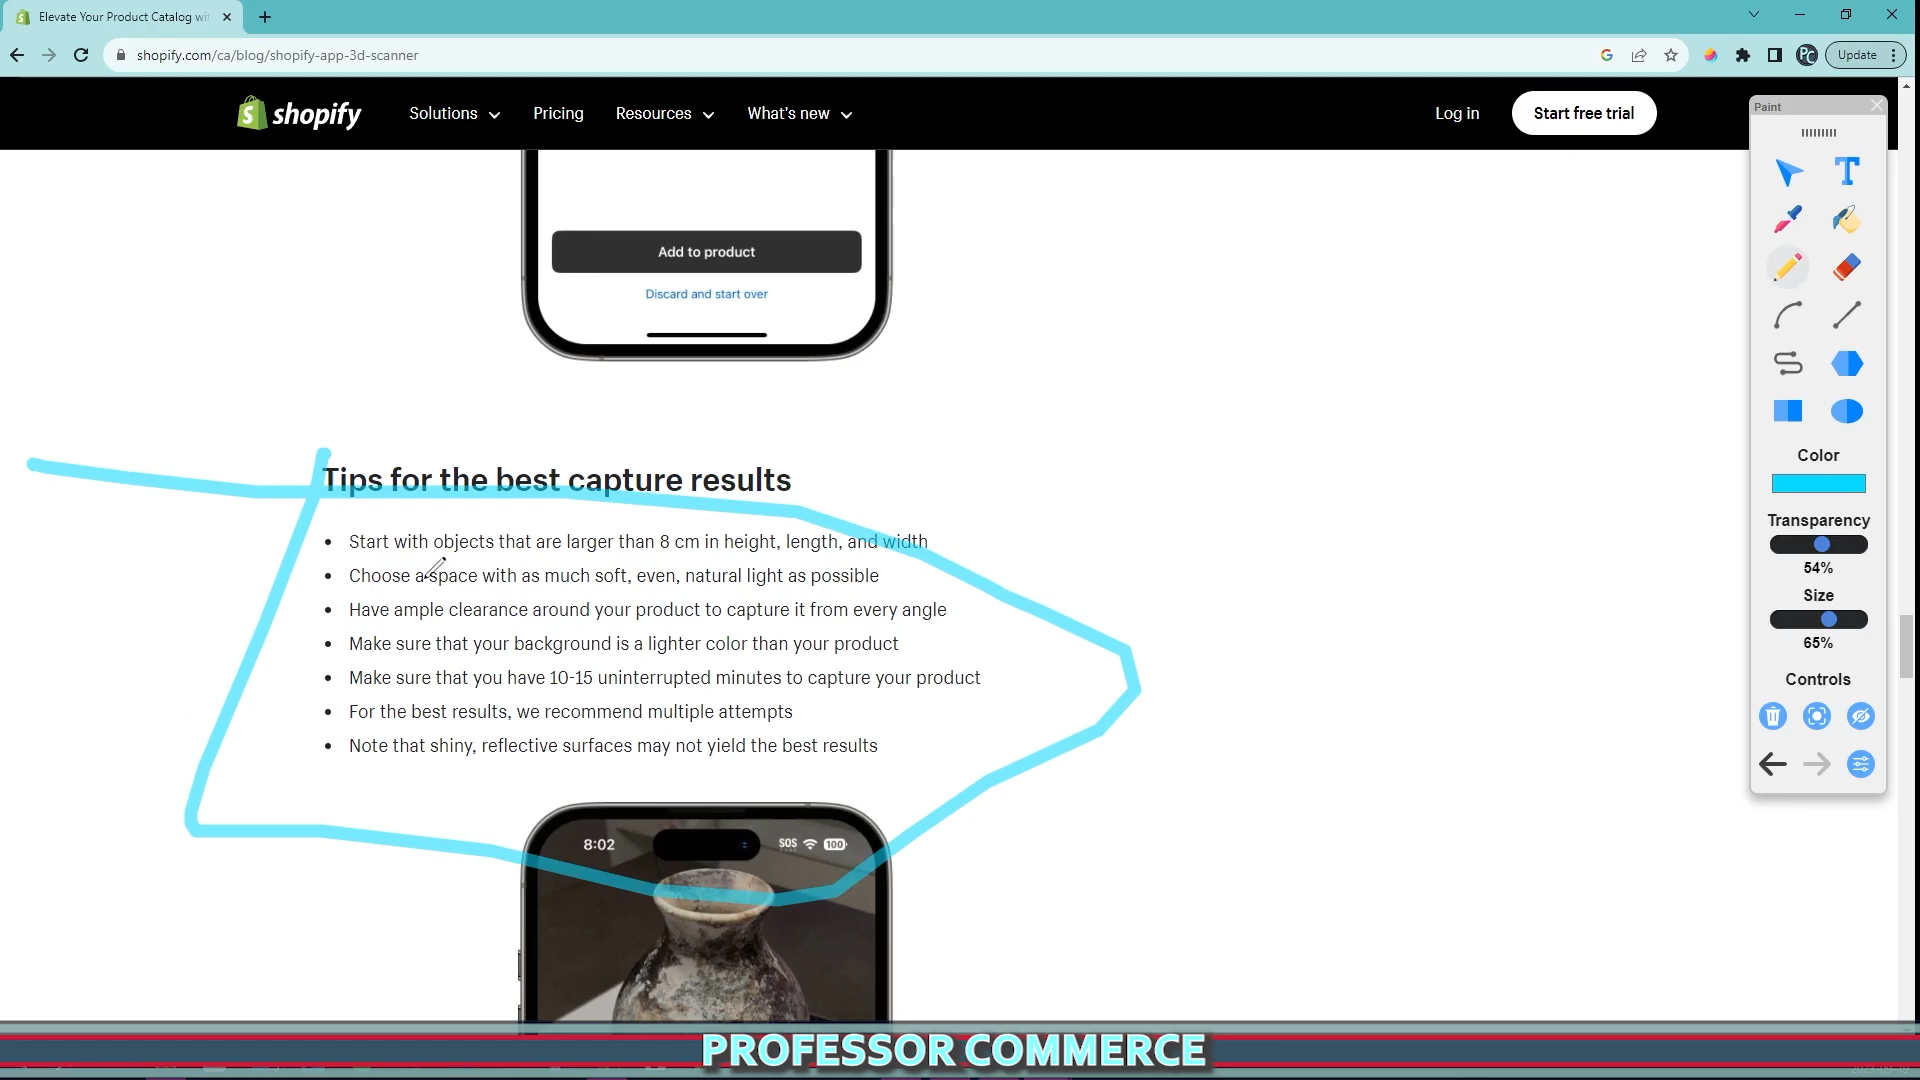 Elevate Your Product Catalog wit
shopify.com/ca/blog/shopify-app-3d-scanner
Update
shopify
Solutions
Pricing
Resources
What's new
Log in
Start free trial
Paint
Add to product
Discard and start over
Color
Transparency
54%
Size
65%
Controls
Tips for the best capture results
• Start with objects that are larger than 8 cm in height, length, and width
• Choose a space with as much soft, even, natural light as possible
• Have ample clearance around your product to capture it from every angle
• Make sure that your background is a lighter color than your product
• Make sure that you have 10-15 uninterrupted minutes to capture your product
• For the best results, we recommend multiple attempts
• Note that shiny, reflective surfaces may not yield the best results
8:02
SOS
100
PROFESSOR COMMERCE